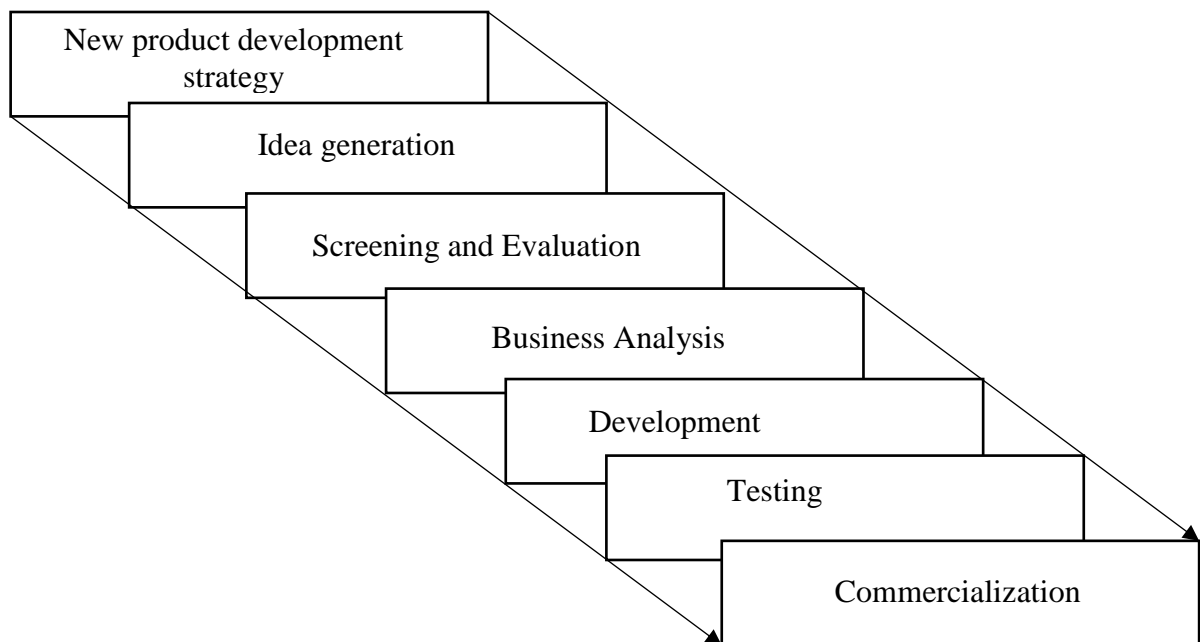 New product development
strategy
Idea generation
Screening and Evaluation
Business Analysis
Development
Testing
Commercialization